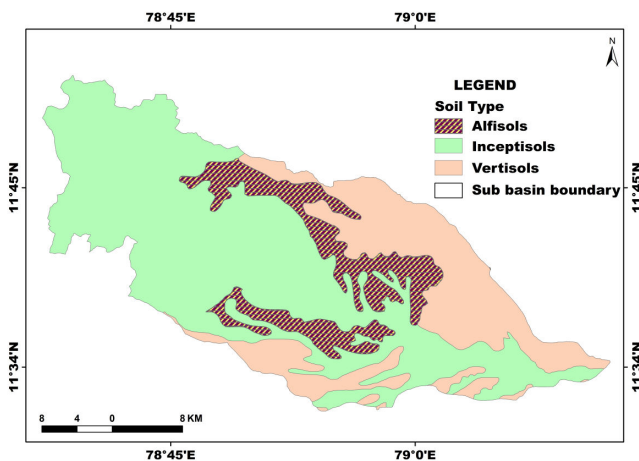 78°45'E 79°0'E
N
LEGEND
Soil Type
Alfisols
Inceptisols
Vertisols
Sub basin boundary
11°45'N 11°45'N
11°34'N 11°34'N
8 4 0 8 KM
78°45'E 79°0'E